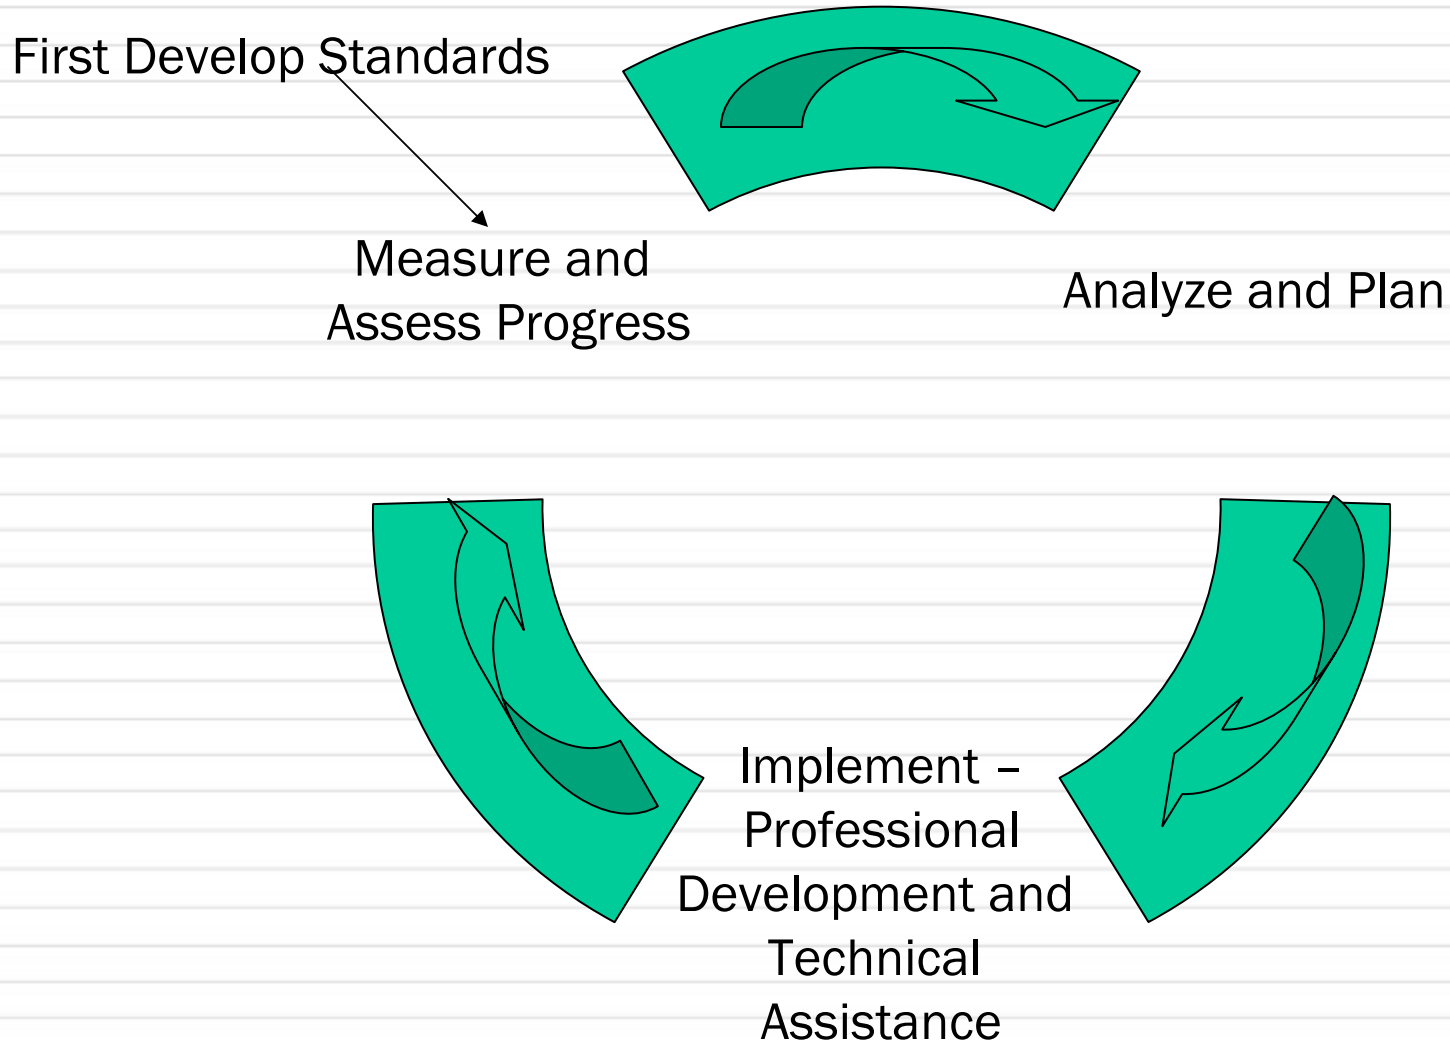 First Develop Standards
Measure and
Assess Progress
Analyze and Plan
Implement –
Professional
Development and
Technical
Assistance